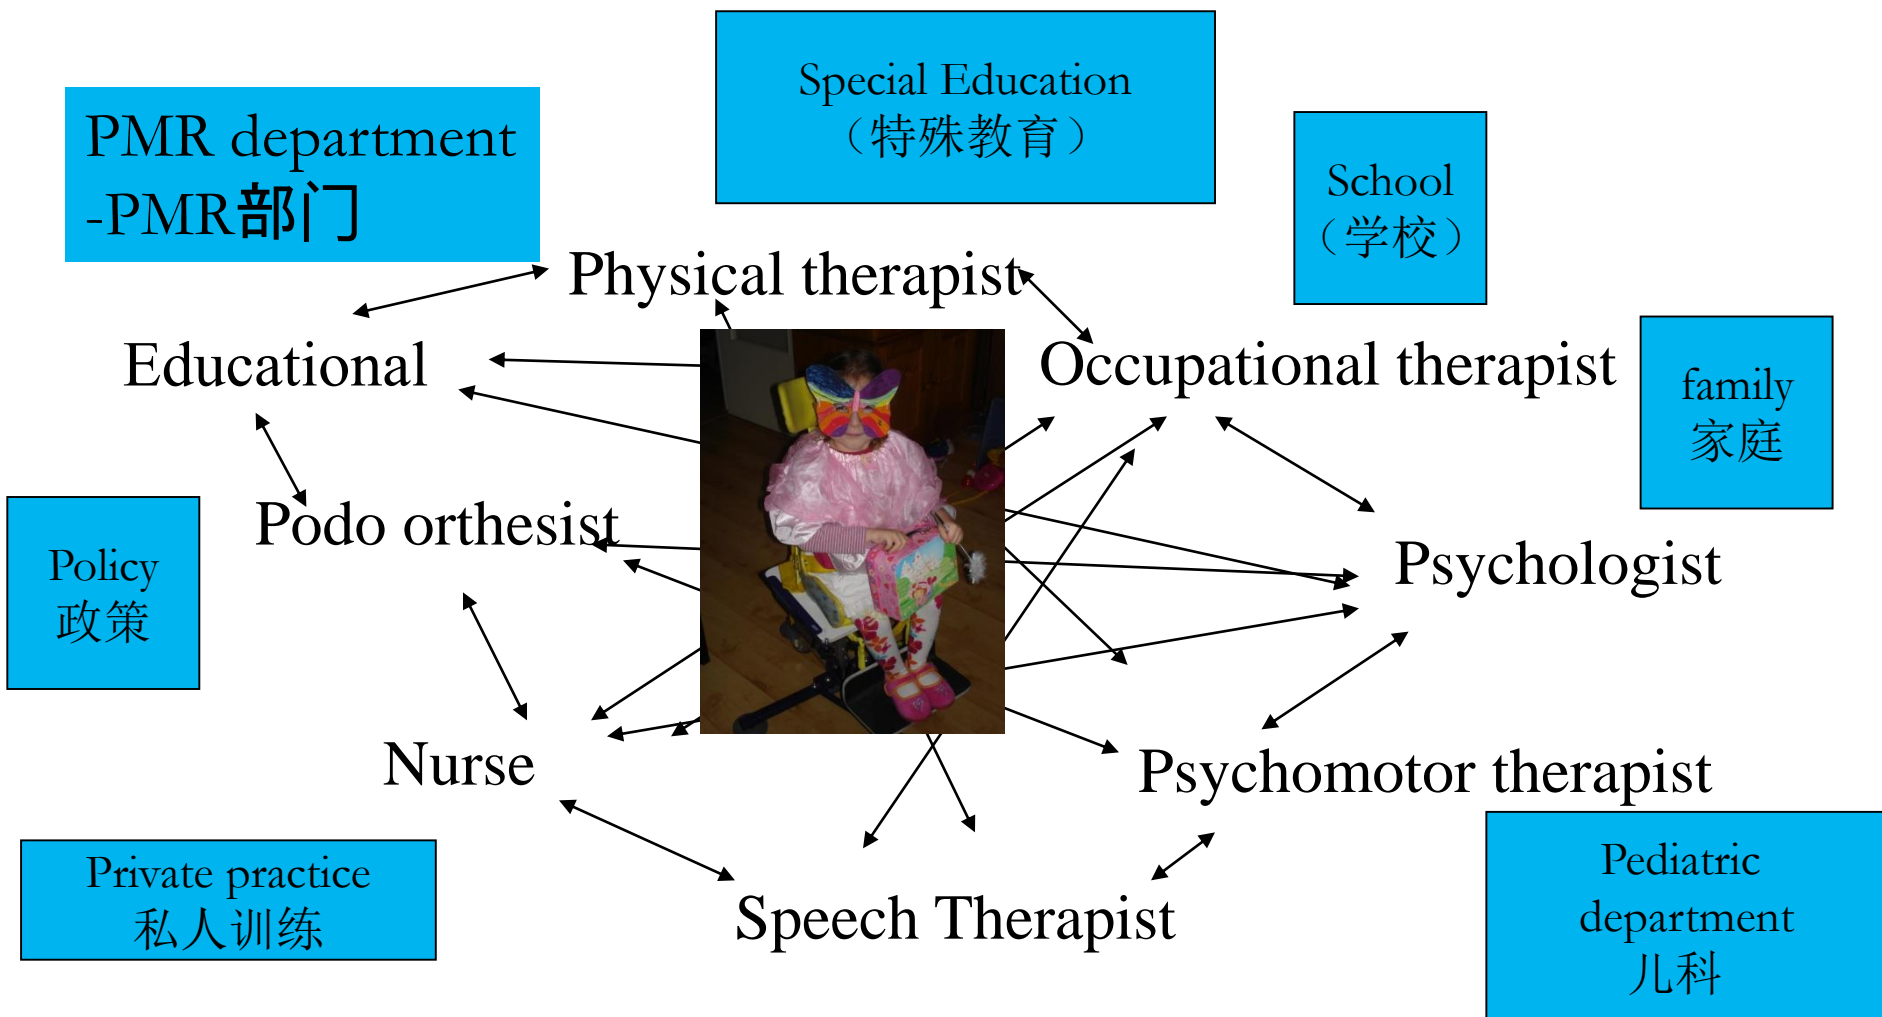 Special Education
（特殊教育）
PMR department
-PMR部门
School
（学校）
Physical therapist
Educational
Occupational therapist
family
家庭
Podo orthesist
Policy
政策
Psychologist
Nurse
Psychomotor therapist
Private practice
私人训练
Speech Therapist
Pediatric
department
儿科